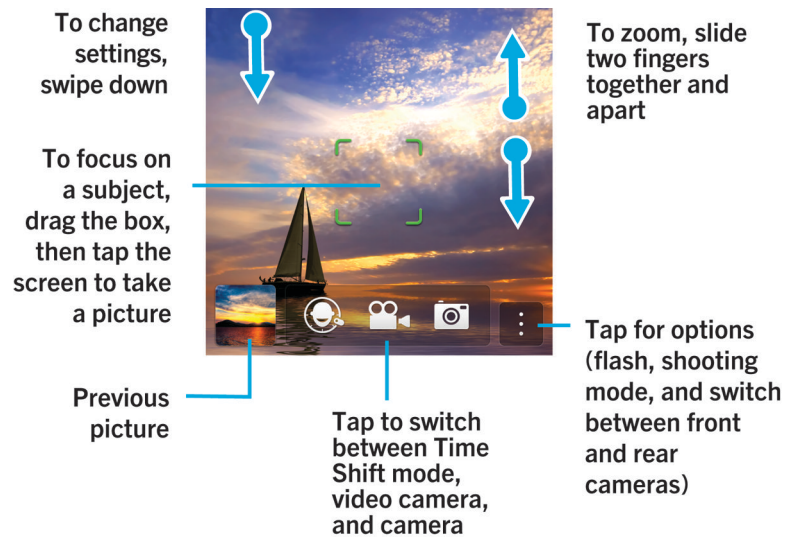 To change
settings,
swipe down
To zoom, slide
two fingers
together and
apart
To focus on
a subject,
drag the box,
then tap the
screen to take
a picture
Previous
picture
Tap to switch
between Time
Shift mode,
video camera,
and camera
Tap for options
(flash, shooting
mode, and switch
between front
and rear
cameras)